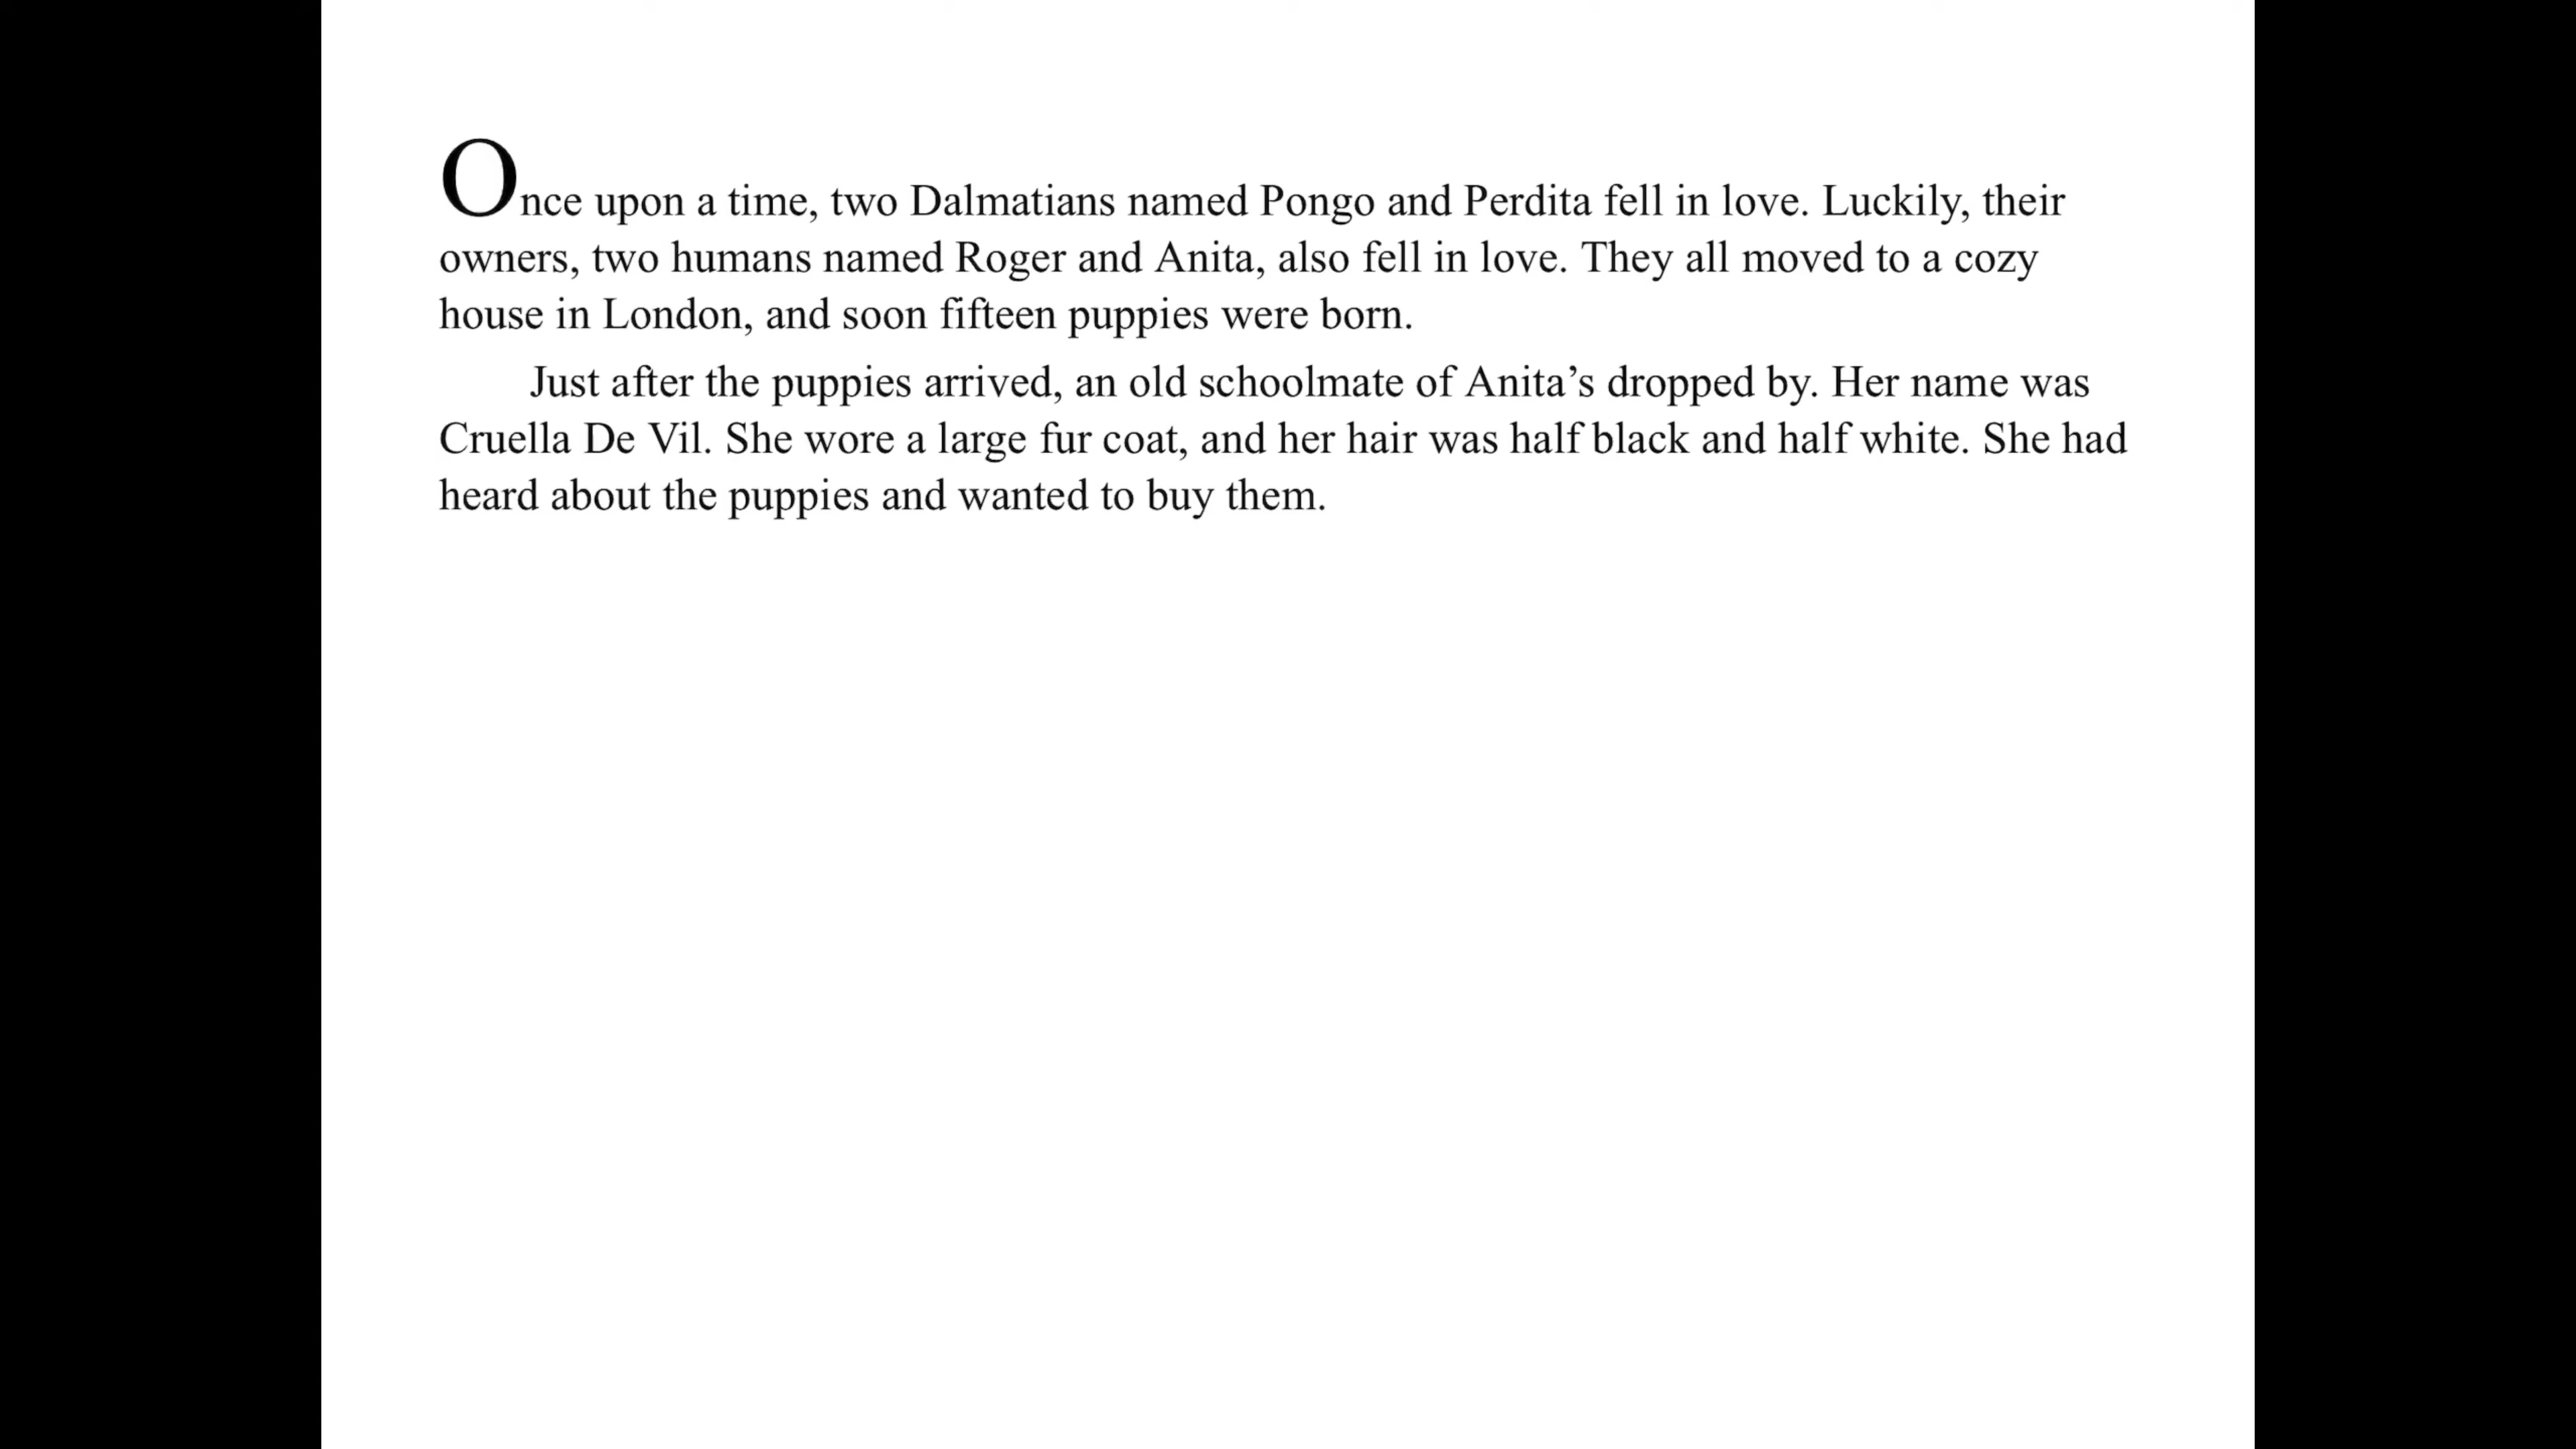 Once upon a time, two Dalmatians named Pongo and Perdita fell in love. Luckily, their
owners, two humans named Roger and Anita, also fell in love. They all moved to a cozy
house in London, and soon fifteen puppies were born.
Just after the puppies arrived, an old schoolmate of Anita’s dropped by. Her name was
Cruella De Vil. She wore a large fur coat, and her hair was half black and half white. She had
heard about the puppies and wanted to buy them.